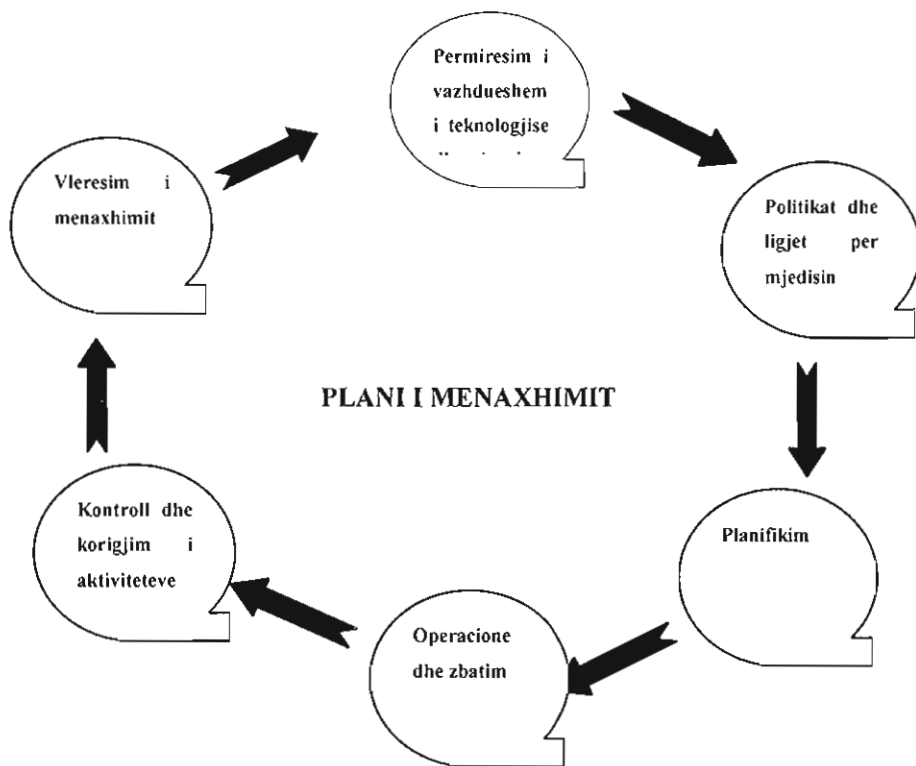 Permiresim i
vazhdueshem
i teknologjise
Vleresim i
menaxhimit
Politikat dhe
ligjet per
mjedisin
PLANI I MENAXHIMIT
Kontroll dhe
korigjim i
aktiviteteve
Planifikim
Operacione
dhe zbatim